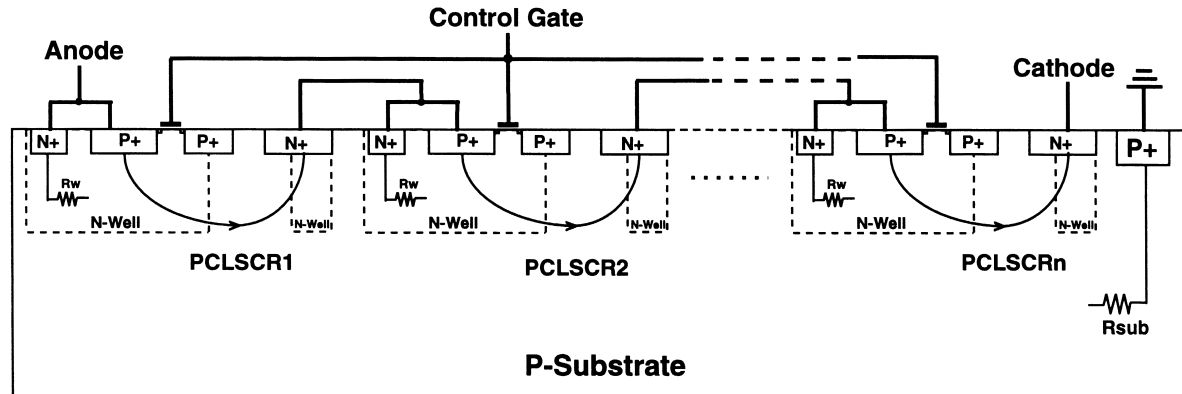 Control Gate
Anode
Cathode
N+ P+ P+ N+ N+ P+ P+ N+ N+ P+ P+ N+ P+
Rw Rw Rw
N-Well N-Well N-Well N-Well N-Well N-Well
PCLSCR1 PCLSCR2 PCLSCRn
Rsub
P-Substrate